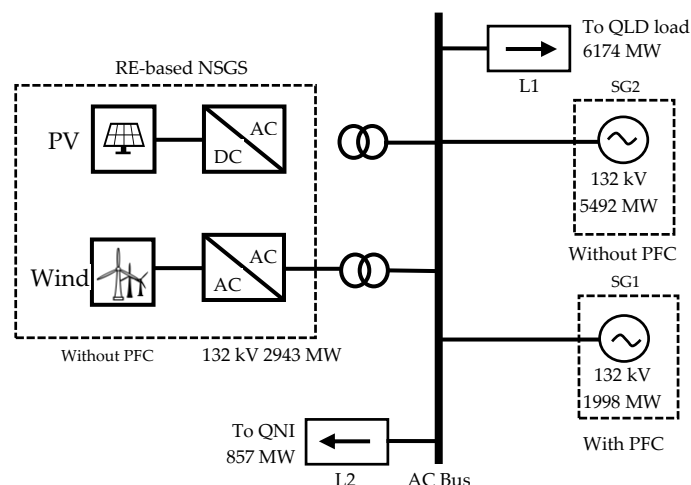 To QLD load
6174 MW
L1
RE-based NSGS
PV
AC
DC
SG2
132 kV
5492 MW
Without PFC
Wind
AC
AC
SG1
132 kV
1998 MW
With PFC
Without PFC
132 kV 2943 MW
To QNI
857 MW
L2
AC Bus